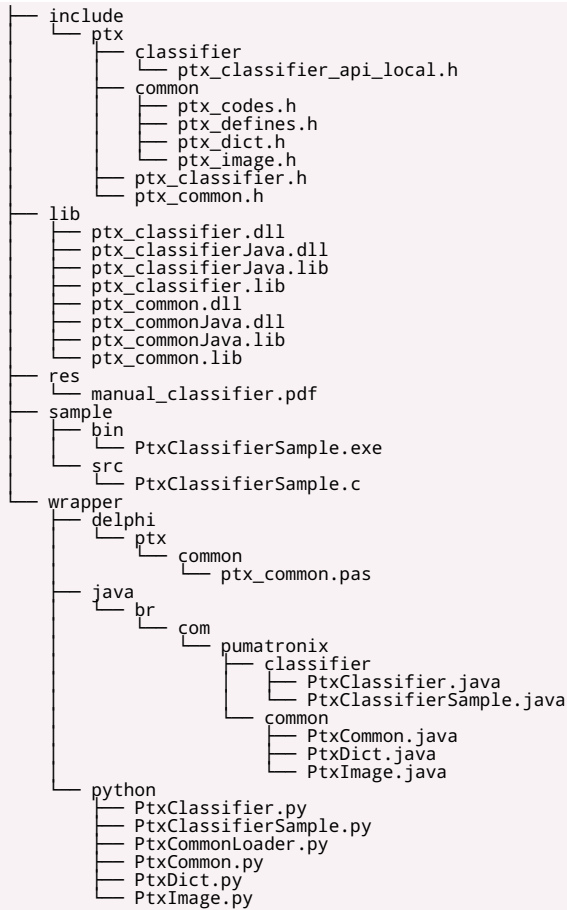 ├── include
│   └── ptx
│       ├── classifier
│       │   └── ptx_classifier_api_local.h
│       ├── common
│       │   ├── ptx_codes.h
│       │   ├── ptx_defines.h
│       │   ├── ptx_dict.h
│       │   └── ptx_image.h
│       ├── ptx_classifier.h
│       └── ptx_common.h
├── lib
│   ├── ptx_classifier.dll
│   ├── ptx_classifierJava.dll
│   ├── ptx_classifierJava.lib
│   ├── ptx_classifier.lib
│   ├── ptx_common.dll
│   ├── ptx_commonJava.dll
│   ├── ptx_commonJava.lib
│   └── ptx_common.lib
├── res
│   └── manual_classifier.pdf
├── sample
│   ├── bin
│   │   └── PtxClassifierSample.exe
│   └── src
│       └── PtxClassifierSample.c
└── wrapper
    ├── delphi
    │   └── ptx
    │       └── common
    │           └── ptx_common.pas
    ├── java
    │   └── br
    │       └── com
    │           └── pumatronix
    │               ├── classifier
    │               │   ├── PtxClassifier.java
    │               │   └── PtxClassifierSample.java
    │               └── common
    │                   ├── PtxCommon.java
    │                   ├── PtxDict.java
    │                   └── PtxImage.java
    └── python
        ├── PtxClassifier.py
        ├── PtxClassifierSample.py
        ├── PtxCommonLoader.py
        ├── PtxCommon.py
        ├── PtxDict.py
        └── PtxImage.py